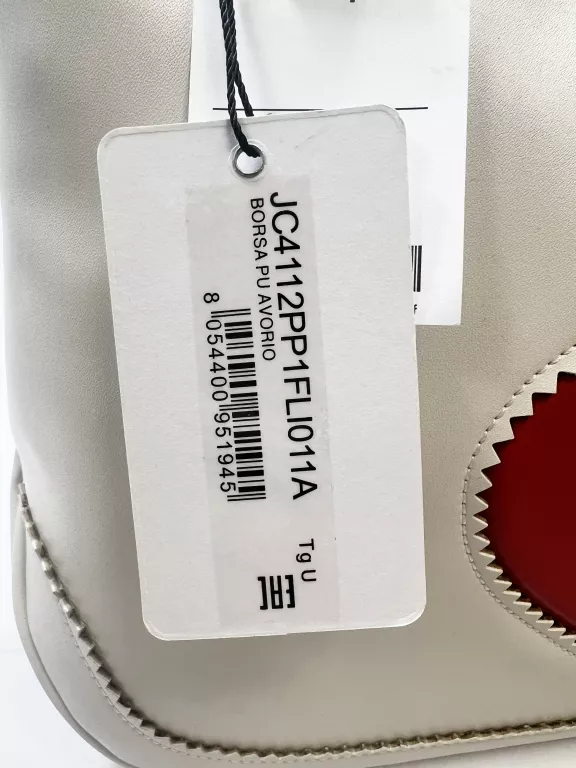 JC4112PP1FLI011A
BORSA PU AVORIO
8 054400 951945
Tg U